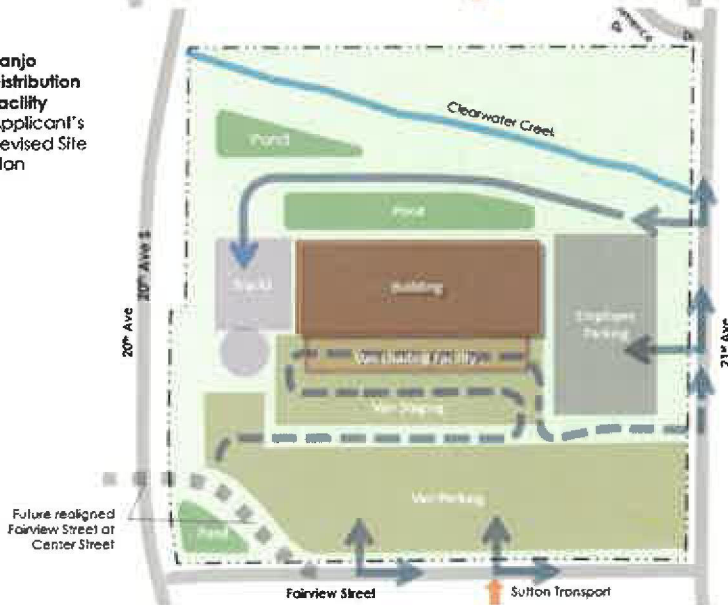 anjo
istribution
acility
pplicant's
evised Site
lan
Clearwater Creek
Pond
Pond
Building
Employee
Parking
20th Ave S
20th Ave
21st Ave
Van Loading Facility
Van Staging
Van Parking
Pond
Future realigned
Fairview Street at
Center Street
Fairview Street
Sutton Transport